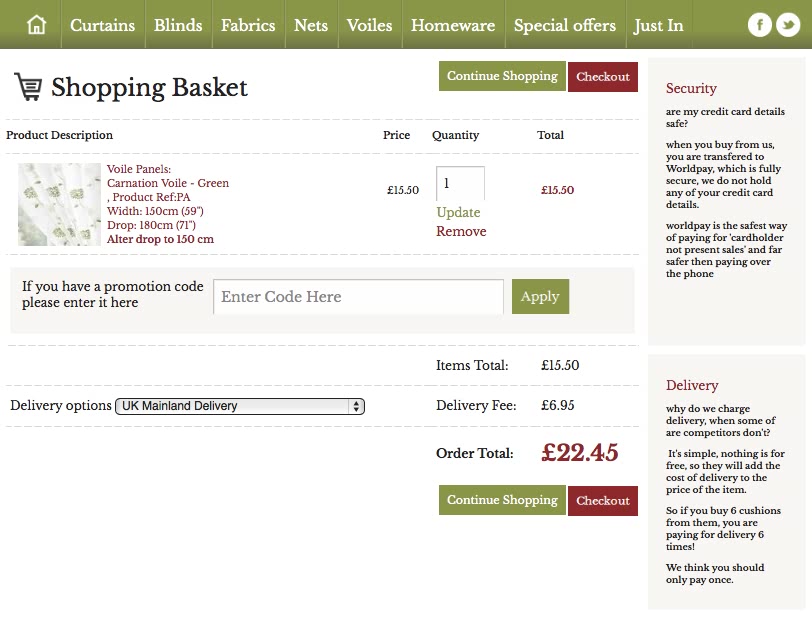 Curtains Blinds Fabrics Nets Voiles Homeware Special offers Just In
Shopping Basket
Continue Shopping Checkout
Product Description Price Quantity Total
Voile Panels:
Carnation Voile - Green
, Product Ref:PA
Width: 150cm (59")
Drop: 180cm (71")
Alter drop to 150 cm
£15.50
1
Update
Remove
£15.50
If you have a promotion code
please enter it here
Enter Code Here
Apply
Items Total: £15.50
Delivery options UK Mainland Delivery
Delivery Fee: £6.95
Order Total: £22.45
Continue Shopping Checkout
Security
are my credit card details
safe?
when you buy from us,
you are transfered to
Worldpay, which is fully
secure, we do not hold
any of your credit card
details.
worldpay is the safest way
of paying for 'cardholder
not present sales' and far
safer then paying over
the phone
Delivery
why do we charge
delivery, when some of
are competitors don't?
It's simple, nothing is for
free, so they will add the
cost of delivery to the
price of the item.
So if you buy 6 cushions
from them, you are
paying for delivery 6
times!
We think you should
only pay once.